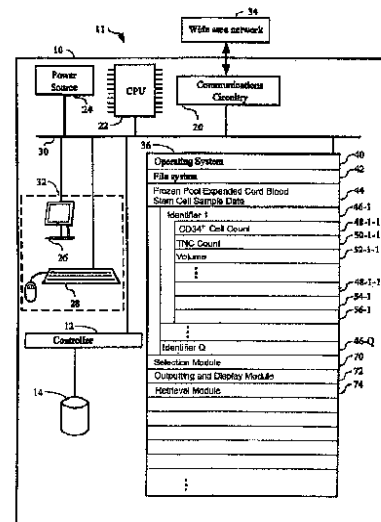 11
Wide area network
34
10
Power Source
24
CPU
22
Communications Circuitry
20
30
36
Operating System
40
File system
42
Frozen Pool Expended Cord Blood Stem Cell Sample Data
44
Identifier 1
46-1
CD34+ Cell Count
48-1-1
TNC Count
50-1-1
Volume
52-1-1
32
26
28
48-1-2
54-1
56-1
Identifier Q
46-Q
Selection Module
70
Outputting and Display Module
72
Retrieval Module
74
12
Controller
14